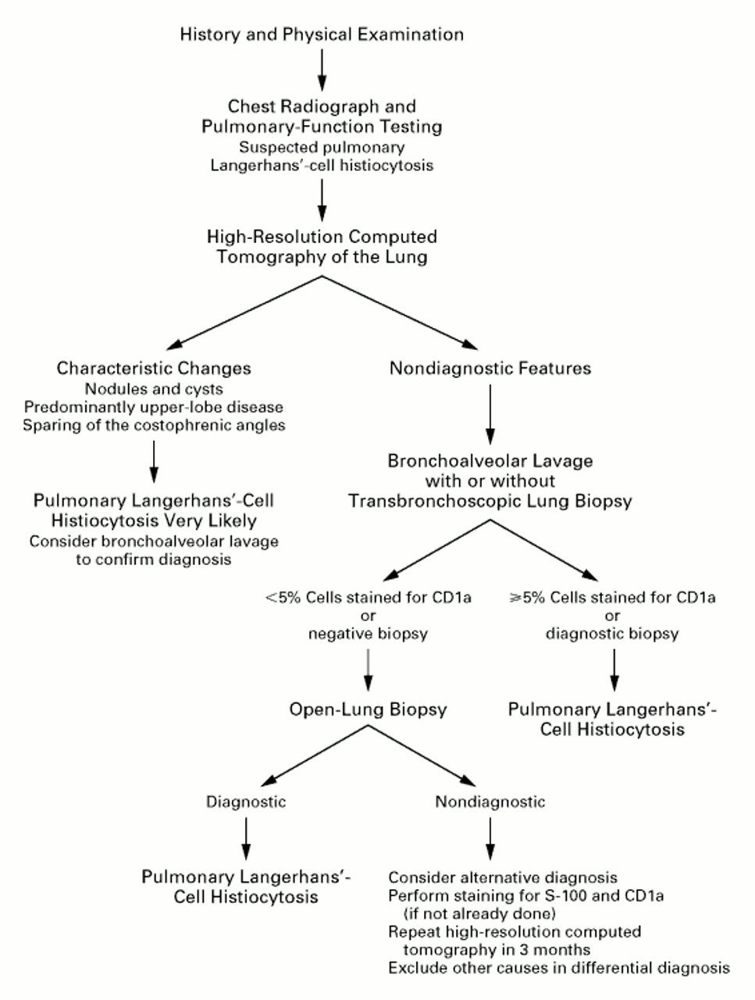 History and Physical Examination
Chest Radiograph and
Pulmonary-Function Testing
Suspected pulmonary
Langerhans'-cell histiocytosis
High-Resolution Computed
Tomography of the Lung
Characteristic Changes
Nodules and cysts
Predominantly upper-lobe disease
Sparing of the costophrenic angles
Pulmonary Langerhans'-Cell
Histiocytosis Very Likely
Consider bronchoalveolar lavage
to confirm diagnosis
Nondiagnostic Features
Bronchoalveolar Lavage
with or without
Transbronchoscopic Lung Biopsy
<5% Cells stained for CD1a
or
negative biopsy
⩾5% Cells stained for CD1a
or
diagnostic biopsy
Open-Lung Biopsy
Pulmonary Langerhans'-
Cell Histiocytosis
Diagnostic
Pulmonary Langerhans'-
Cell Histiocytosis
Nondiagnostic
Consider alternative diagnosis
Perform staining for S-100 and CD1a
(if not already done)
Repeat high-resolution computed
tomography in 3 months
Exclude other causes in differential diagnosis